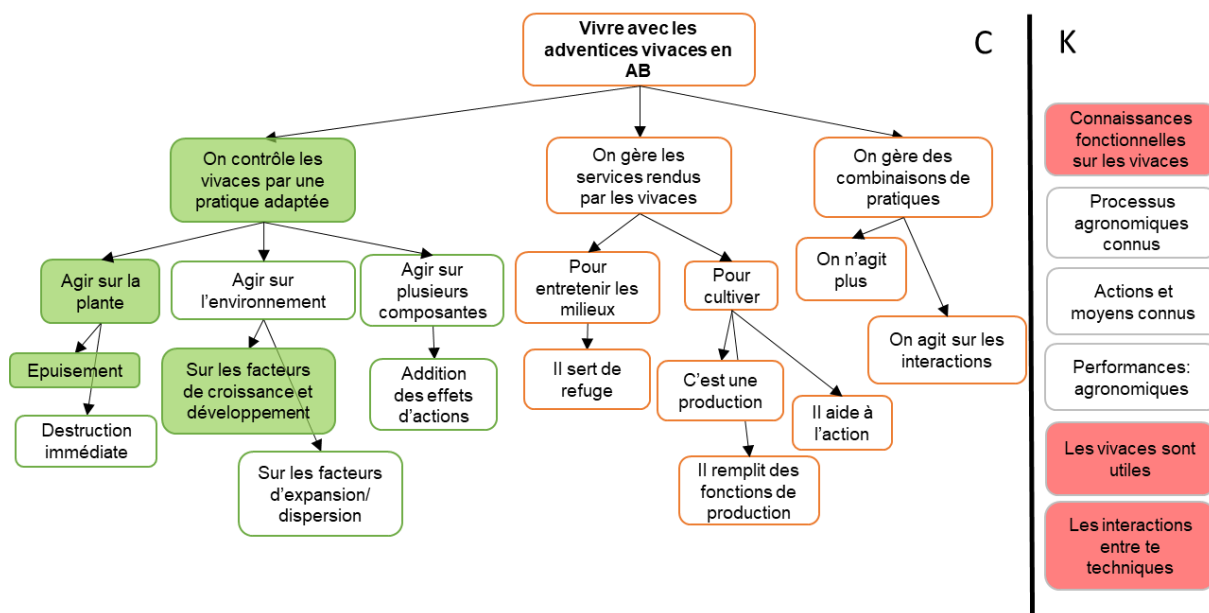 Vivre avec les
adventices vivaces en
AB
C
K
On contrôle les
vivaces par une
pratique adaptée
On gère les
services rendus
par les vivaces
On gère des
combinaisons de
pratiques
Agir sur la
plante
Agir sur
l'environnement
Agir sur
plusieurs
composantes
Pour
entretenir les
milieux
Pour
cultiver
On n'agit
plus
On agit sur les
interactions
Epuisement
Destruction
immédiate
Sur les facteurs
de croissance et
développement
Sur les facteurs
d'expansion/
dispersion
Addition
des effets
d'actions
Il sert de
refuge
C'est une
production
Il remplit des
fonctions de
production
Il aide à
l'action
Connaissances
fonctionnelles
sur les vivaces
Processus
agronomiques
connus
Actions et
moyens connus
Performances:
agronomiques
Les vivaces sont
utiles
Les interactions
entre te
techniques